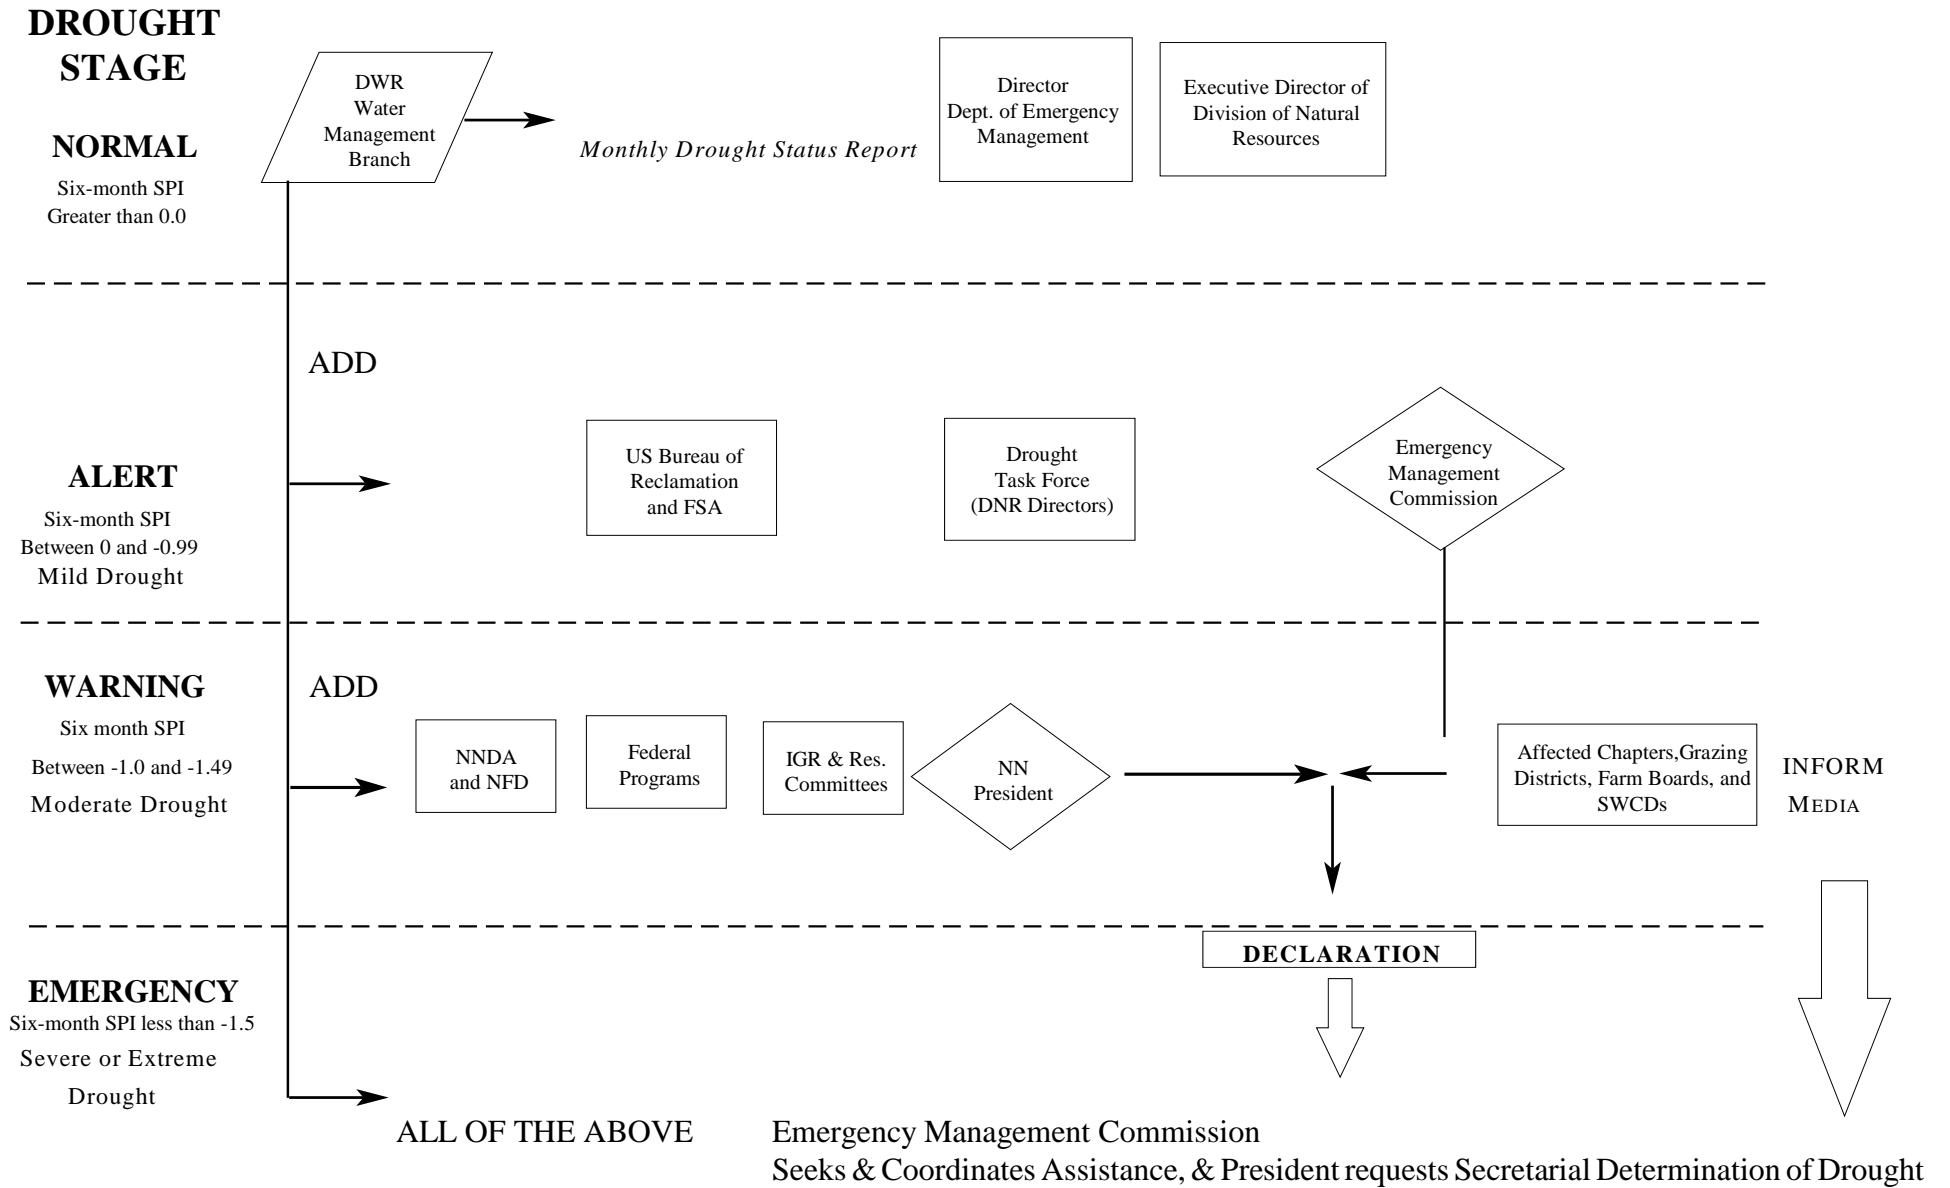 DROUGHT
STAGE
NORMAL
Six-month SPI
Greater than 0.0
DWR
Water
Management
Branch
Monthly Drought Status Report
Director
Dept. of Emergency
Management
Executive Director of
Division of Natural
Resources
ADD
ALERT
Six-month SPI
Between 0 and -0.99
Mild Drought
US Bureau of
Reclamation
and FSA
Drought
Task Force
(DNR Directors)
Emergency
Management
Commission
WARNING
Six month SPI
Between -1.0 and -1.49
Moderate Drought
ADD
NNDA
and NFD
Federal
Programs
IGR & Res.
Committees
NN
President
Affected Chapters,Grazing
Districts, Farm Boards, and
SWCDs
INFORM
MEDIA
DECLARATION
EMERGENCY
Six-month SPI less than -1.5
Severe or Extreme
Drought
ALL OF THE ABOVE
Emergency Management Commission
Seeks & Coordinates Assistance, & President requests Secretarial Determination of Drought